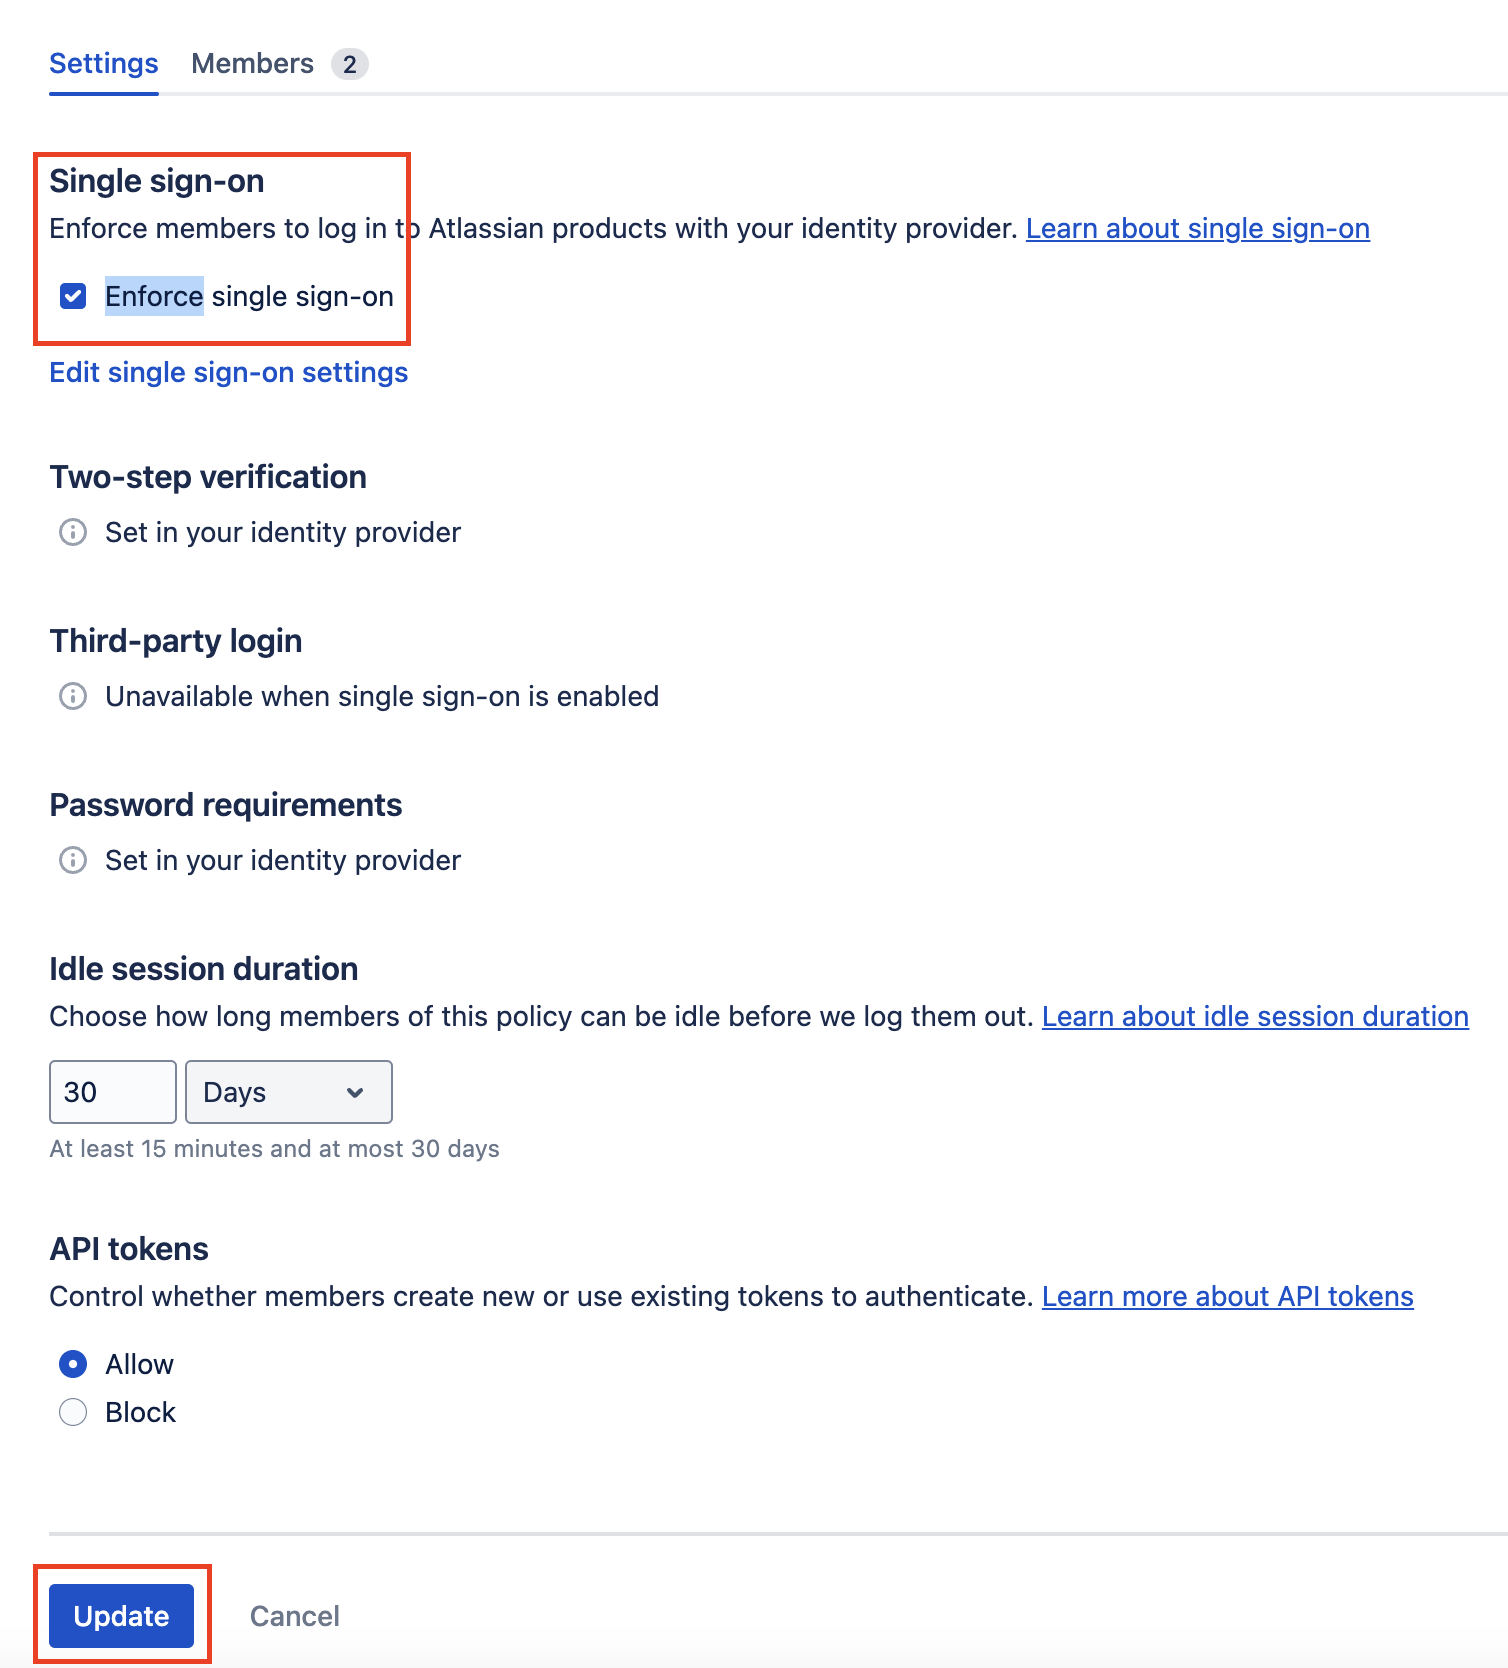 Settings Members 2
Single sign-on
Enforce members to log in to Atlassian products with your identity provider. Learn about single sign-on
Enforce single sign-on
Edit single sign-on settings
Two-step verification
Set in your identity provider
Third-party login
Unavailable when single sign-on is enabled
Password requirements
Set in your identity provider
Idle session duration
Choose how long members of this policy can be idle before we log them out. Learn about idle session duration
30 Days
At least 15 minutes and at most 30 days
API tokens
Control whether members create new or use existing tokens to authenticate. Learn more about API tokens
Allow
Block
Update Cancel